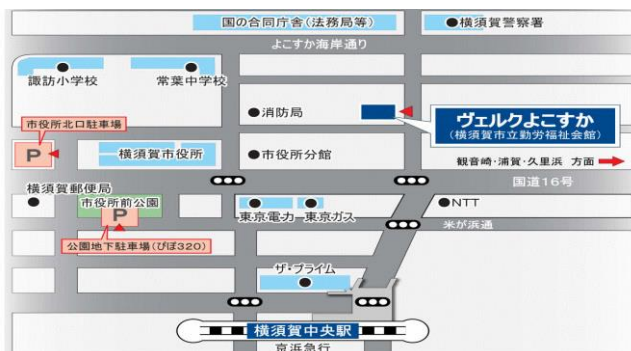 国の合同庁舎(法務局等)
横須賀警察署
よこすか海岸通り
諏訪小学校
常葉中学校
消防局
ヴェルクよこすか
(横須賀市立勤労福祉会館)
市役所北口駐車場
P
横須賀市役所
市役所分館
観音崎・浦賀・久里浜 方面
国道16号
横須賀郵便局
市役所前公園
P
公園地下駐車場(ぴぽ320)
東京電力
東京ガス
NTT
米が浜通
ザ・プライム
横須賀中央駅
京浜急行